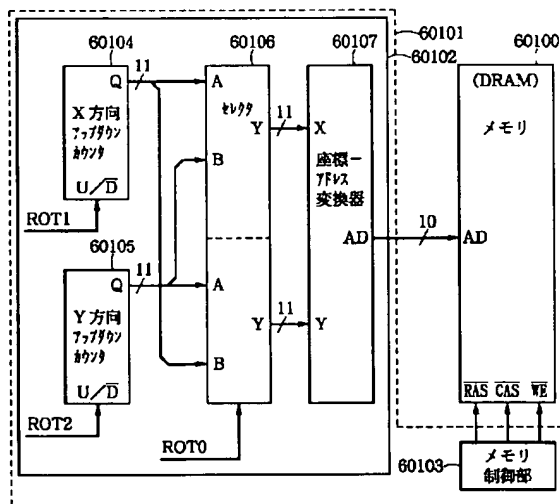 60104
60106
60107
60101
60102
60100
Q
11
X方向
アップダウン
カウンタ
U/D̅
ROT1
A
セレクタ
Y
11
B
X
座標ー
アドレス
変換器
AD
10
(DRAM)
メモリ
AD
60105
Q
11
Y方向
アップダウン
カウンタ
U/D̅
ROT2
A
Y
11
B
Y
ROT0
R̅A̅S̅ C̅A̅S̅ W̅E̅
60103
メモリ
制御部